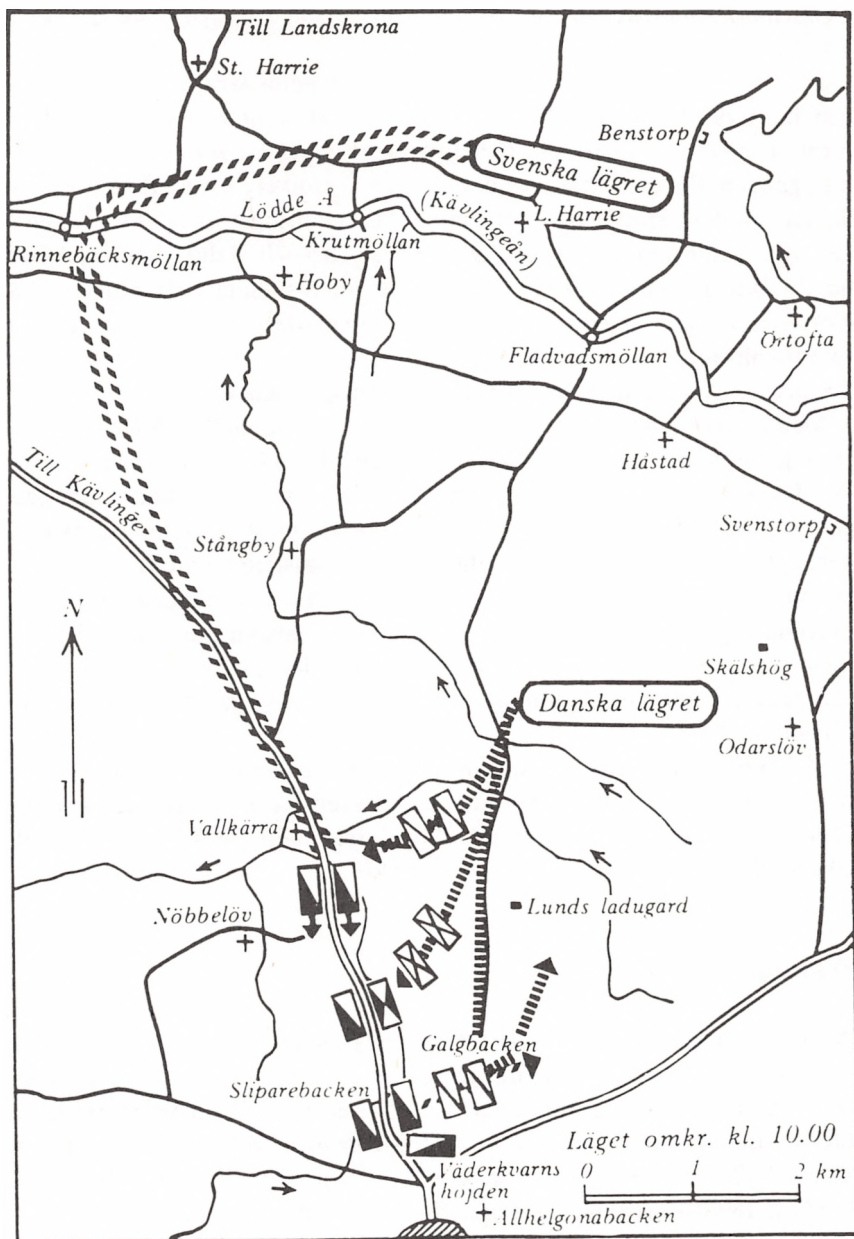 Till Landskrona
St. Harrie
Benstorp
Svenska lägret
Lödde Å
(Kävlingeån)
L. Harrie
Krutmöllan
Rinnebäcksmöllan
Hoby
Örtofta
Fladvadsmöllan
Håstad
Till Kävlinge
Svenstorp
Stångby
N
Skälshög
Danska lägret
Odarslöv
Vallkärra
Lunds ladugard
Nöbbelöv
Galgbacken
Sliparebacken
Läget omkr. kl. 10.00
Väderkvarns
höjden
0 1 2 km
Allhelgonabacken